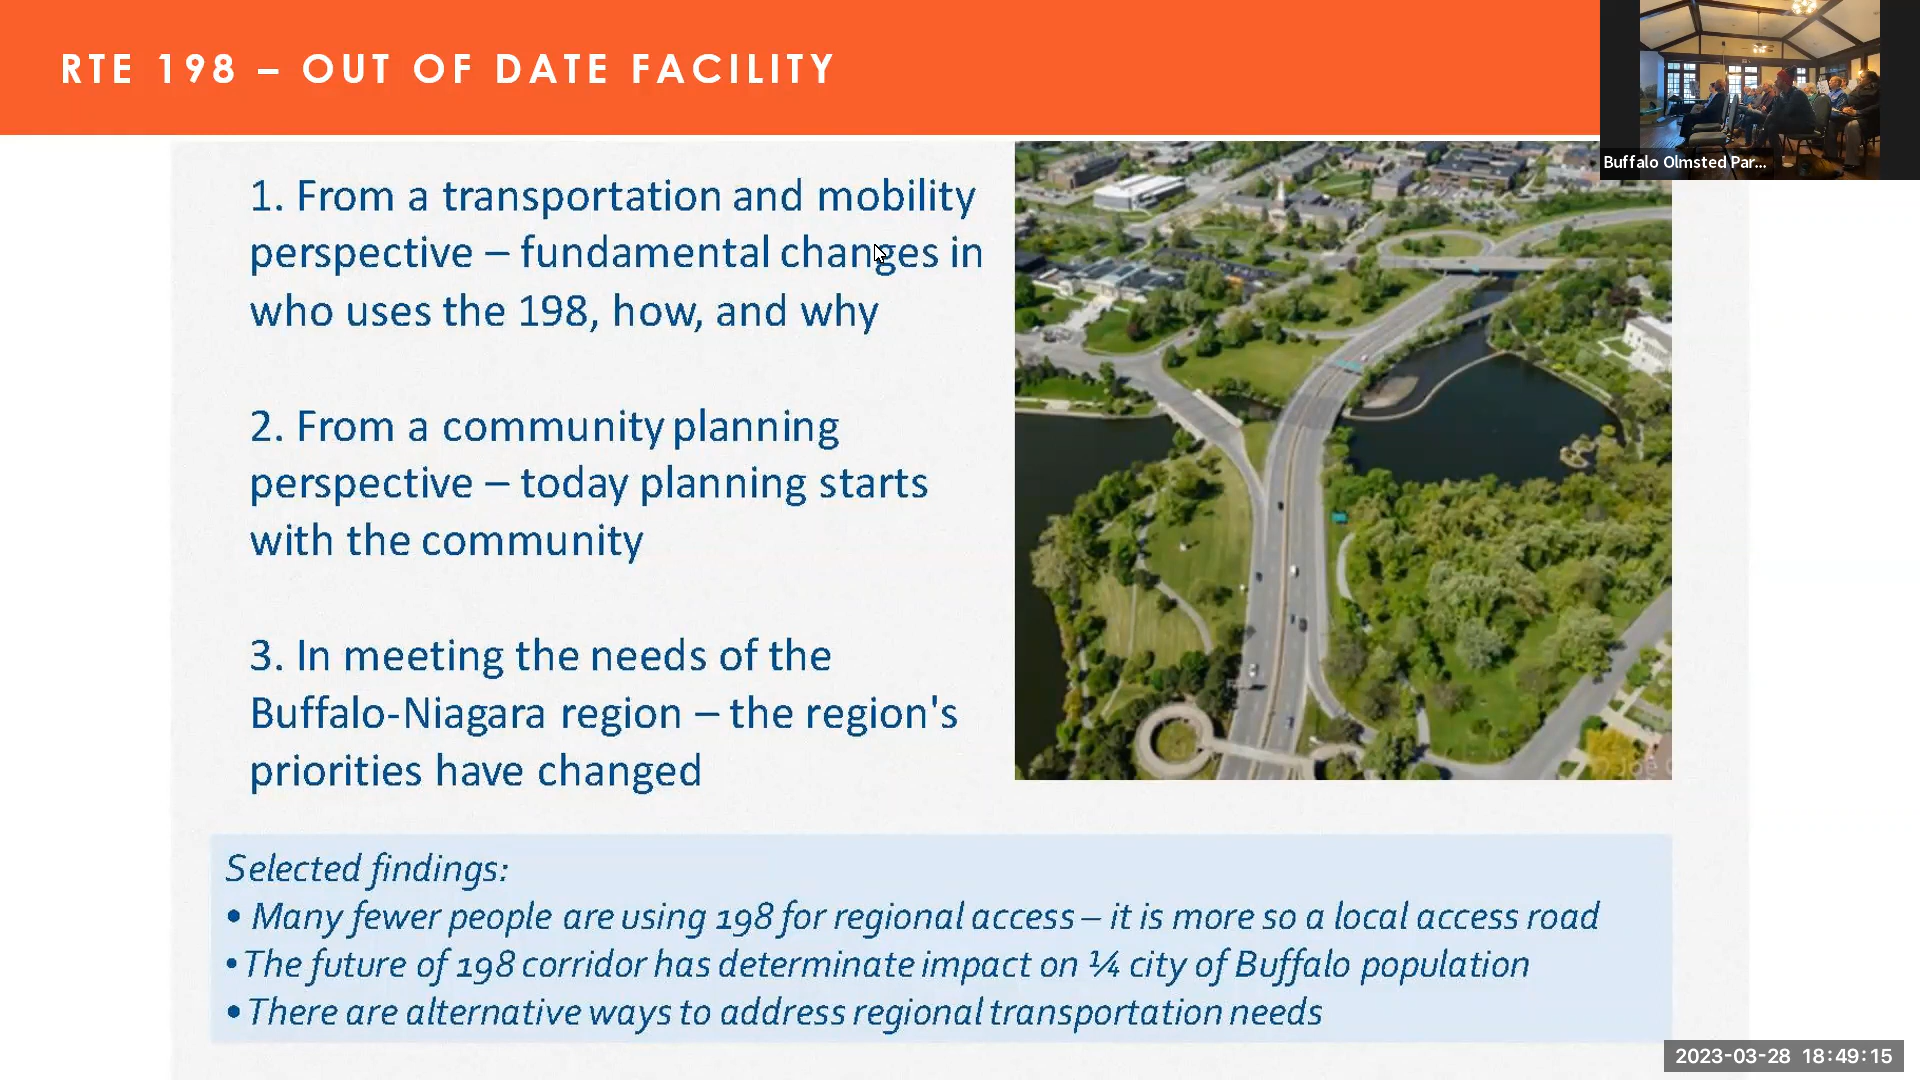 RTE 198 – OUT OF DATE FACILITY
Buffalo Olmsted Par...
1. From a transportation and mobility
perspective – fundamental changes in
who uses the 198, how, and why
2. From a community planning
perspective – today planning starts
with the community
3. In meeting the needs of the
Buffalo-Niagara region – the region's
priorities have changed
Selected findings:
• Many fewer people are using 198 for regional access – it is more so a local access road
• The future of 198 corridor has determinate impact on ¼ city of Buffalo population
• There are alternative ways to address regional transportation needs
2023-03-28 18:49:15